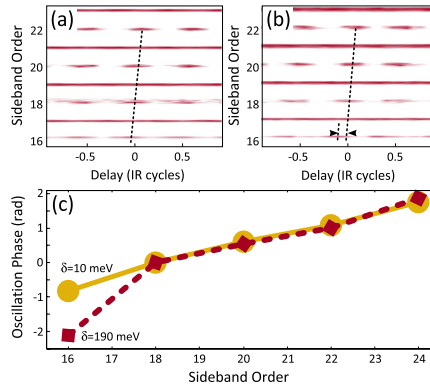 (a)
(b)
Sideband Order
22
20
18
16
-0.5
0
0.5
Delay (IR cycles)
Sideband Order
22
20
18
16
-0.5
0
0.5
Delay (IR cycles)
(c)
Oscillation Phase (rad)
2
1
0
-1
-2
δ=10 meV
δ=190 meV
16
17
18
19
20
21
22
23
24
Sideband Order